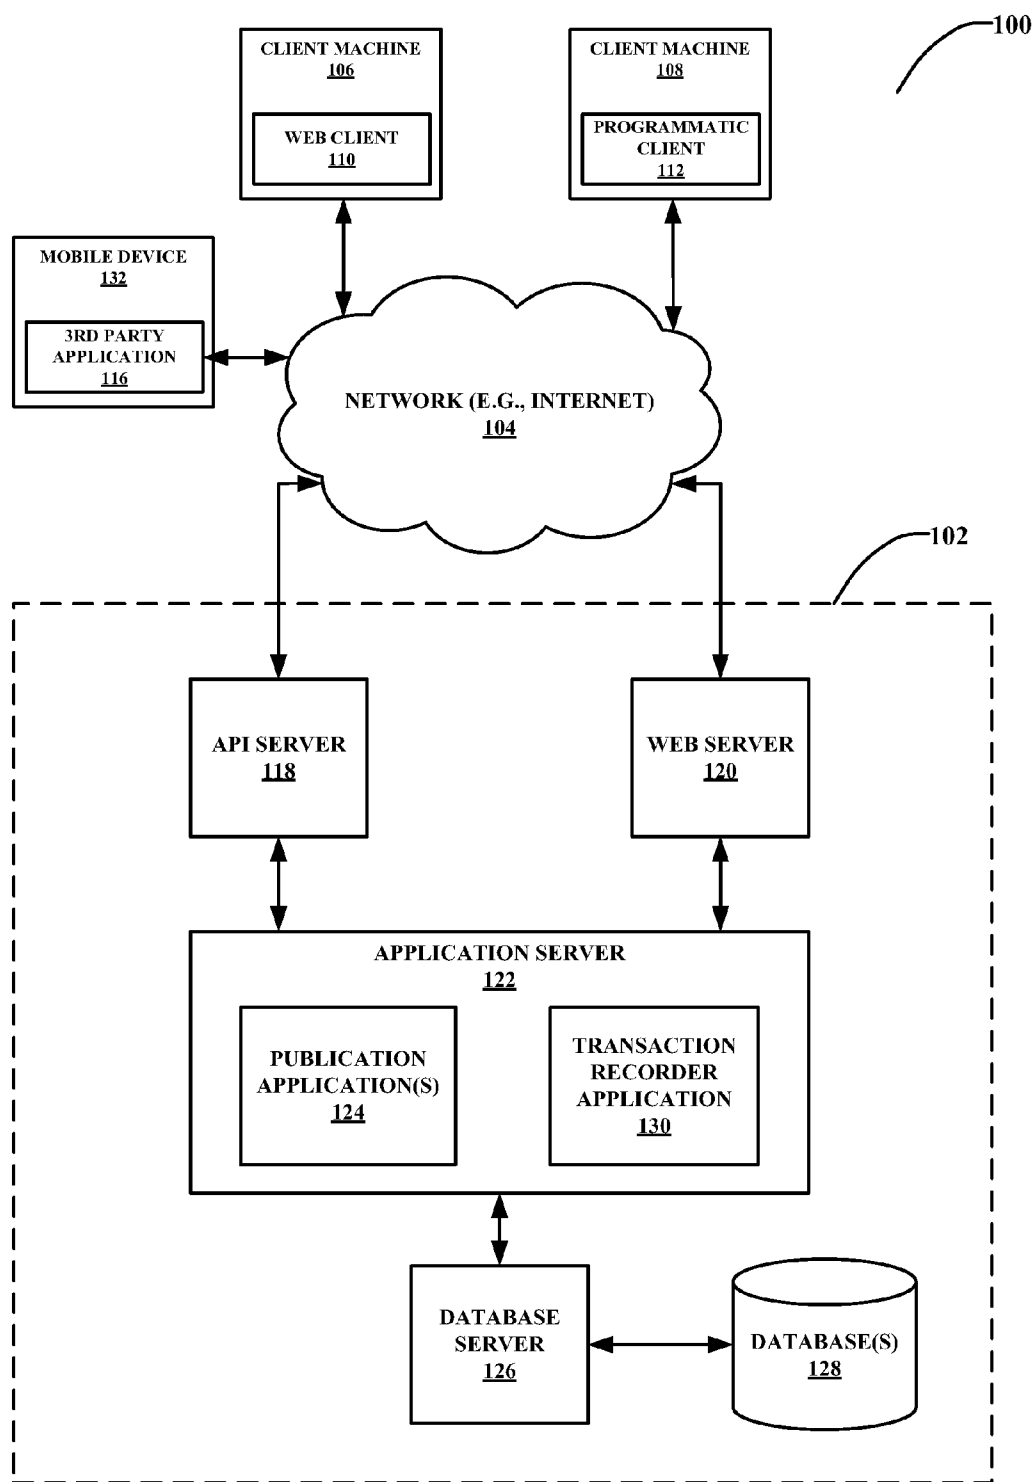 100
CLIENT MACHINE
106
WEB CLIENT
110
CLIENT MACHINE
108
PROGRAMMATIC
CLIENT
112
MOBILE DEVICE
132
3RD PARTY
APPLICATION
116
NETWORK (E.G., INTERNET)
104
102
API SERVER
118
WEB SERVER
120
APPLICATION SERVER
122
PUBLICATION
APPLICATION(S)
124
TRANSACTION
RECORDER
APPLICATION
130
DATABASE
SERVER
126
DATABASE(S)
128